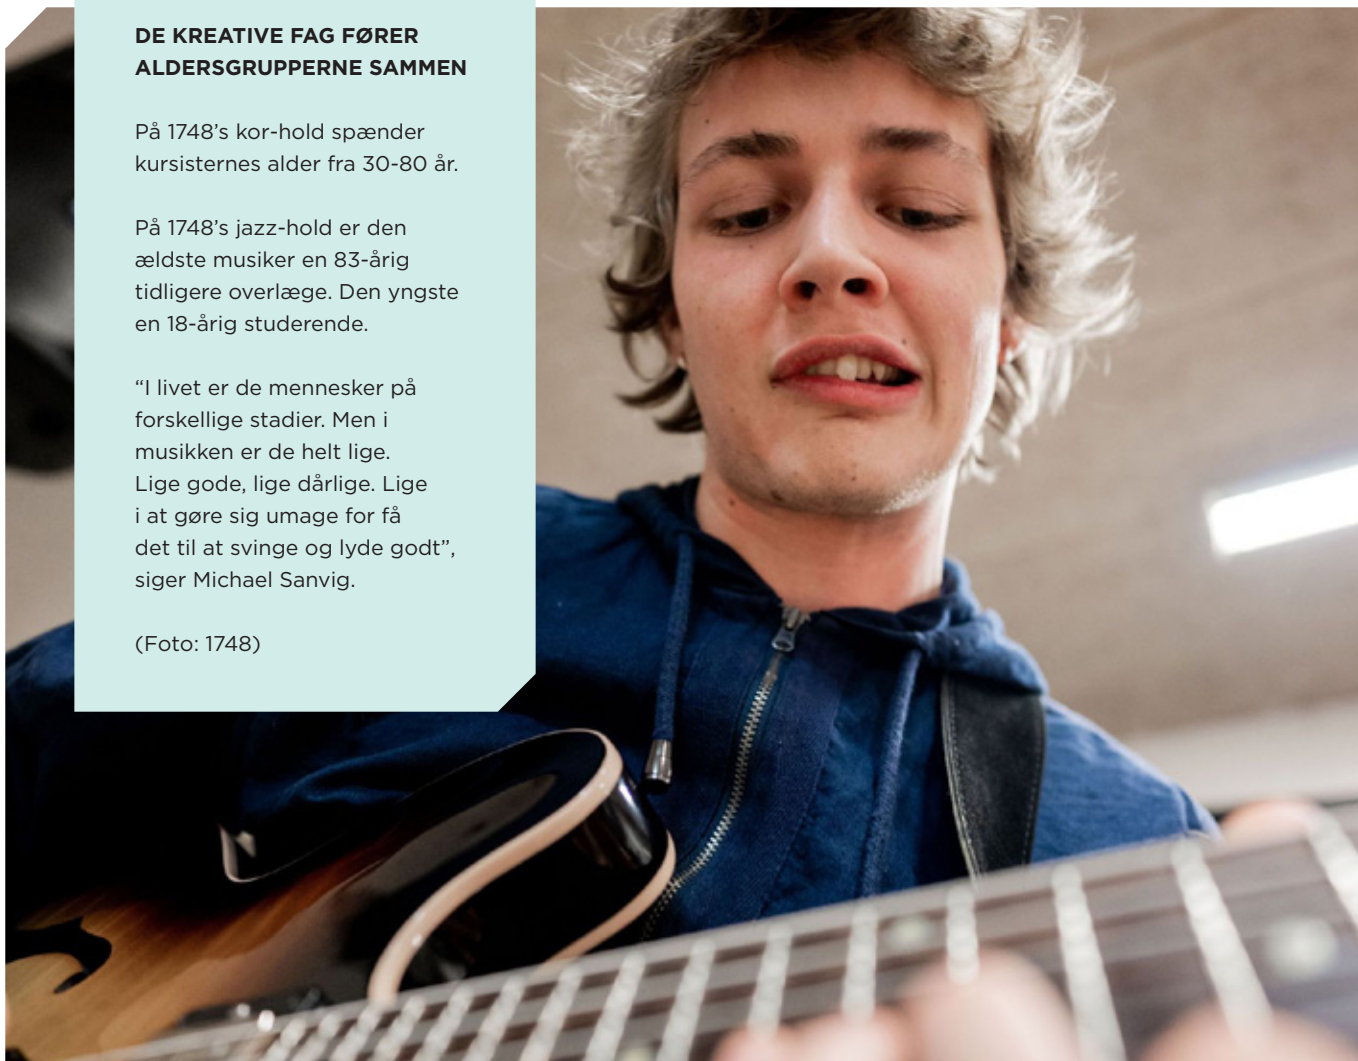 DE KREATIVE FAG FØRER
ALDERSGRUPPERNE SAMMEN
På 1748’s kor-hold spænder
kursisternes alder fra 30-80 år.
På 1748’s jazz-hold er den
ældste musiker en 83-årig
tidligere overlæge. Den yngste
en 18-årig studerende.
“I livet er de mennesker på
forskellige stadier. Men i
musikken er de helt lige.
Lige gode, lige dårlige. Lige
i at gøre sig umage for få
det til at svinge og lyde godt”,
siger Michael Sanvig.
(Foto: 1748)